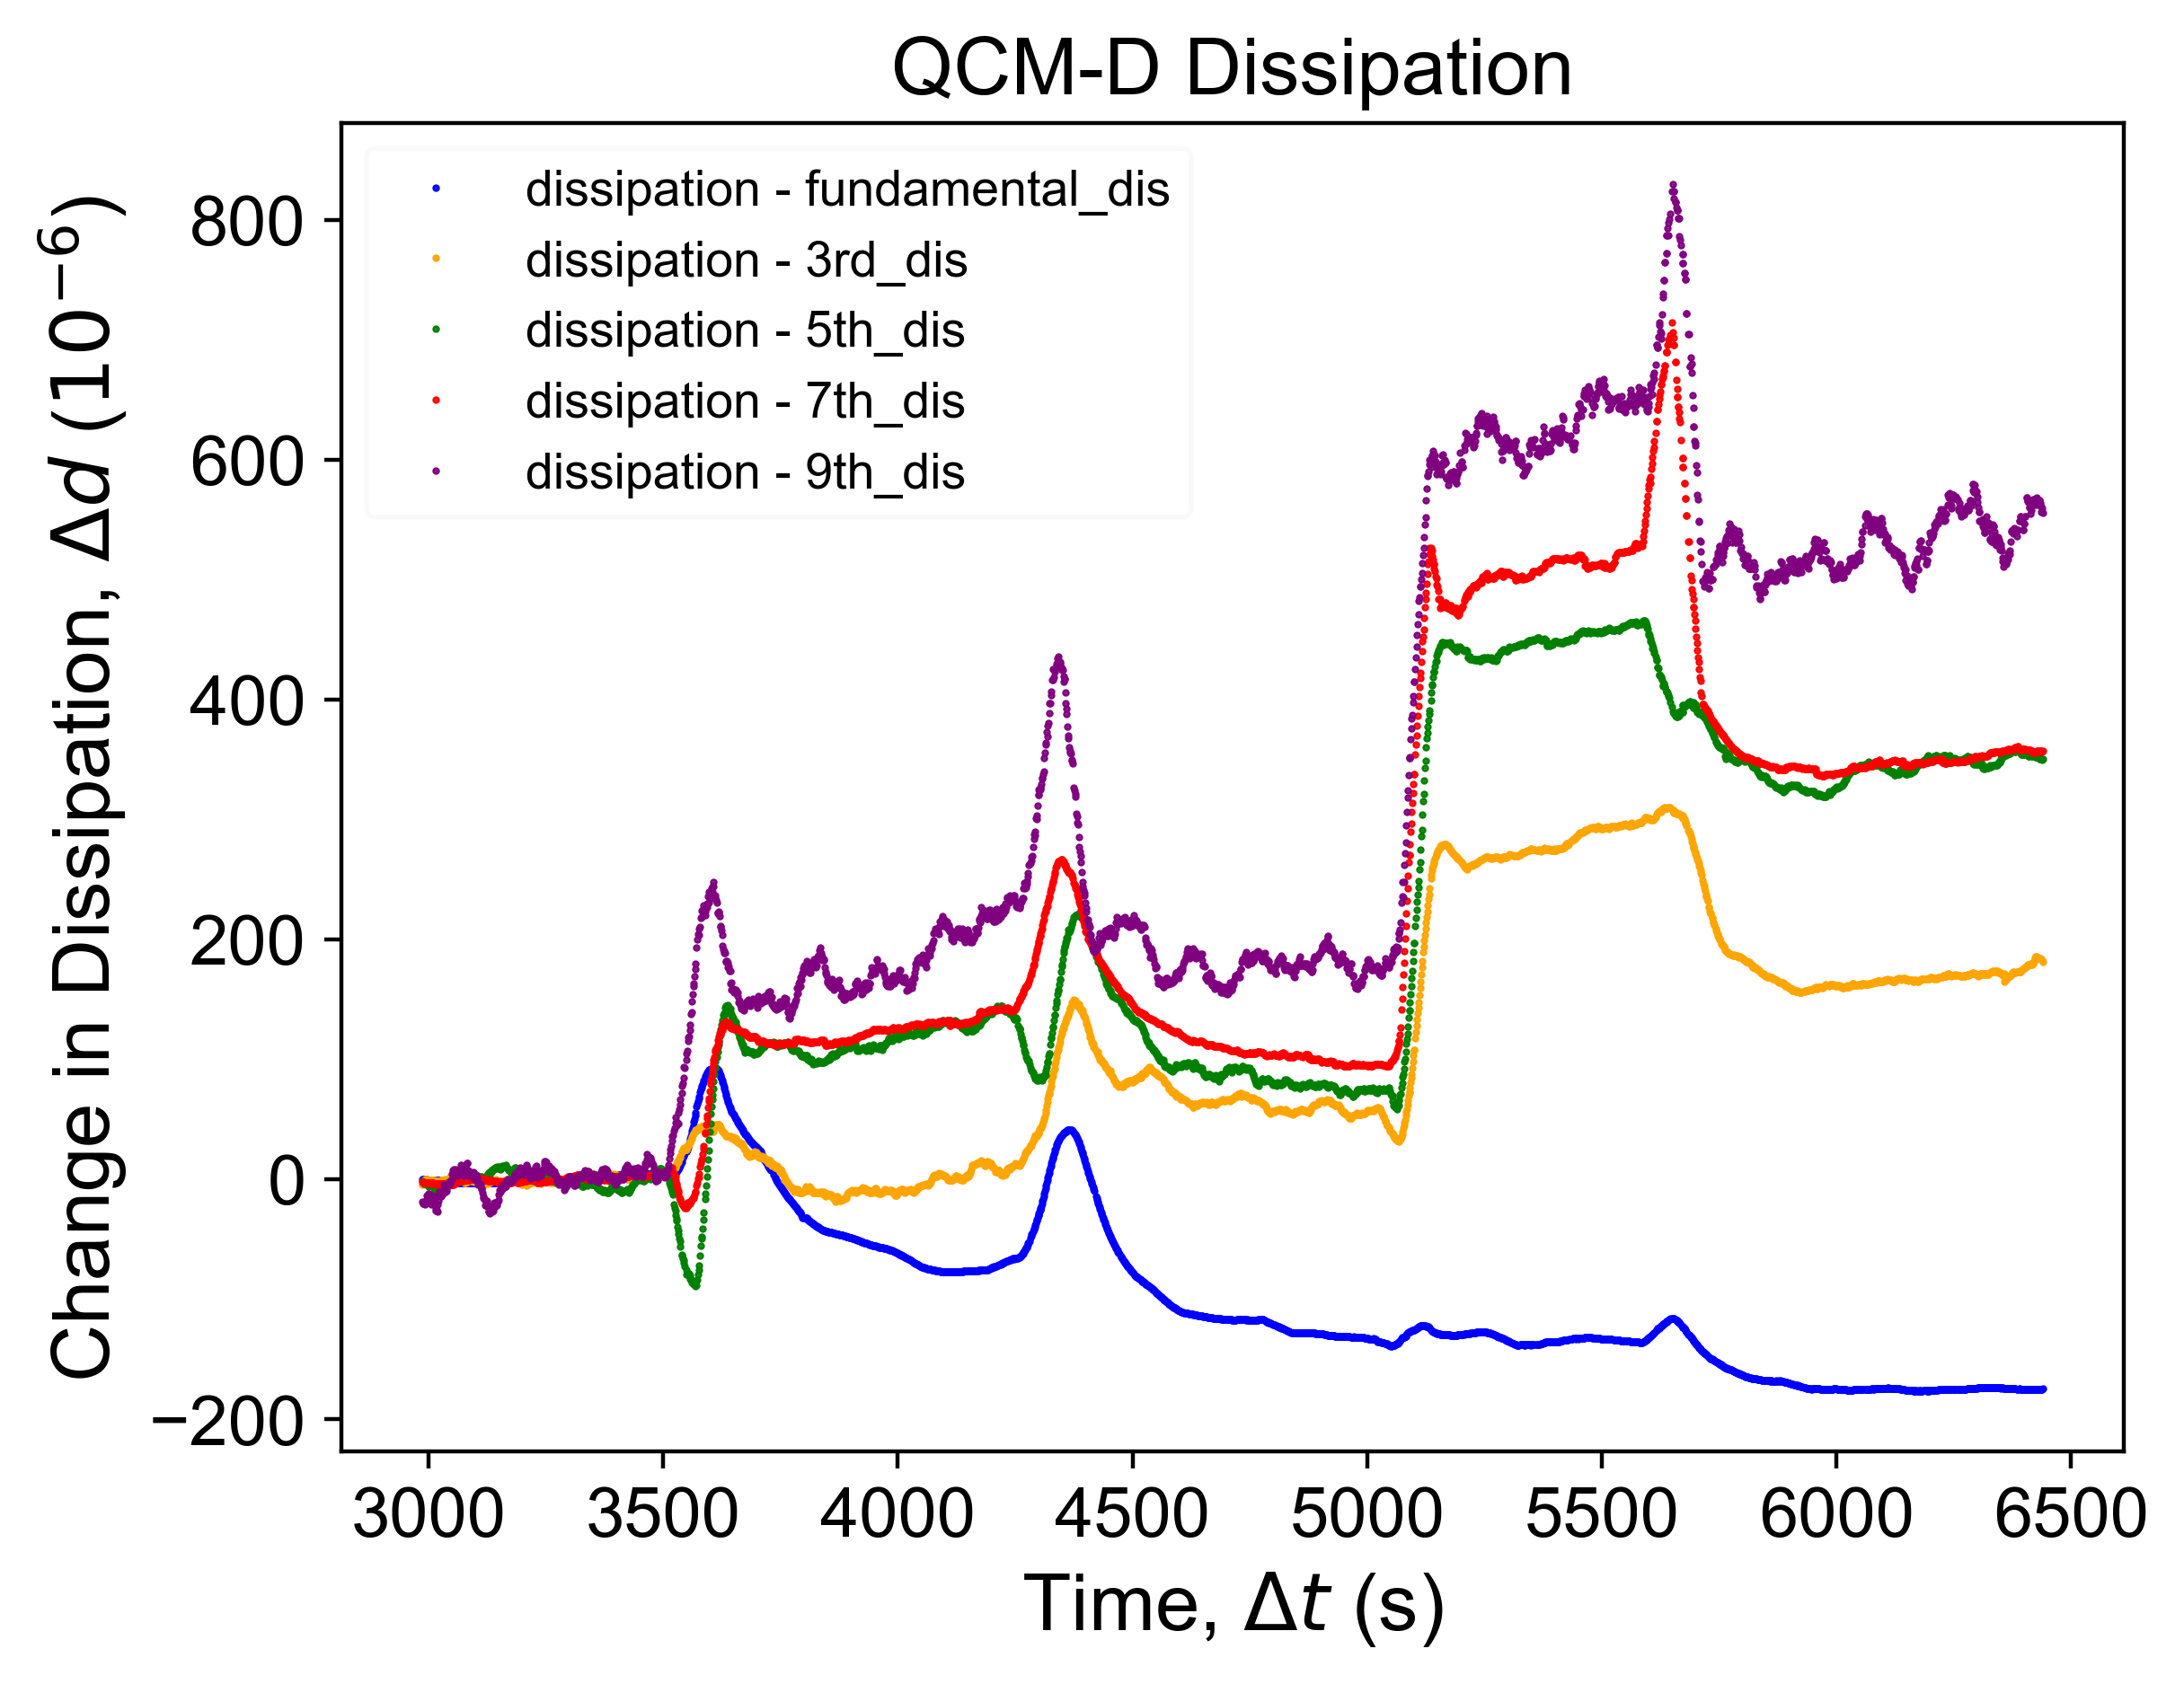 QCM-D Dissipation
Change in Dissipation, Δd (10⁻⁶)
800
600
400
200
0
−200
dissipation - fundamental_dis
dissipation - 3rd_dis
dissipation - 5th_dis
dissipation - 7th_dis
dissipation - 9th_dis
3000 3500 4000 4500 5000 5500 6000 6500
Time, Δt (s)